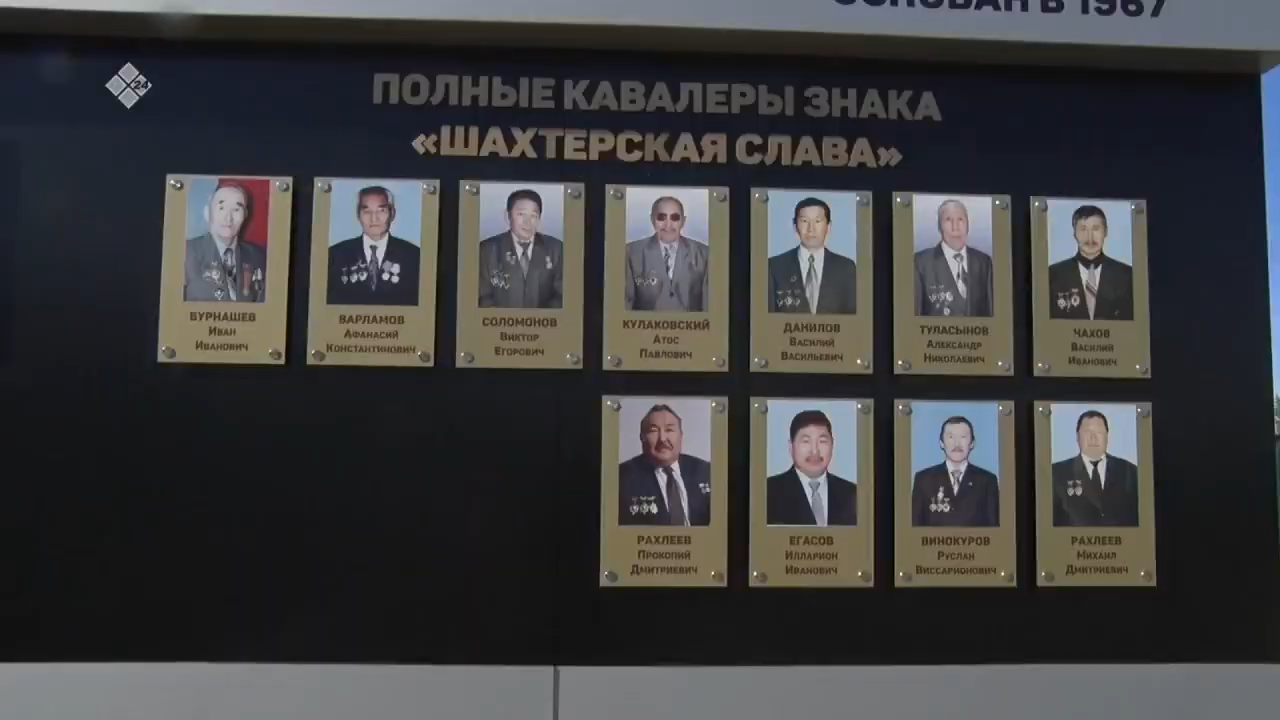 ОСНОВАН В 1967
24
ПОЛНЫЕ КАВАЛЕРЫ ЗНАКА
«ШАХТЕРСКАЯ СЛАВА»
БУРНАШЕВ
Иван
Иванович
ВАРЛАМОВ
Афанасий
Константинович
СОЛОМОНОВ
Виктор
Егорович
КУЛАКОВСКИЙ
Атос
Павлович
ДАНИЛОВ
Василий
Васильевич
ТУЛАСЫНОВ
Александр
Николаевич
ЧАХОВ
Василий
Иванович
РАХЛЕЕВ
Прокопий
Дмитриевич
ЕГАСОВ
Илларион
Иванович
ВИНОКУРОВ
Руслан
Виссарионович
РАХЛЕЕВ
Михаил
Дмитриевич